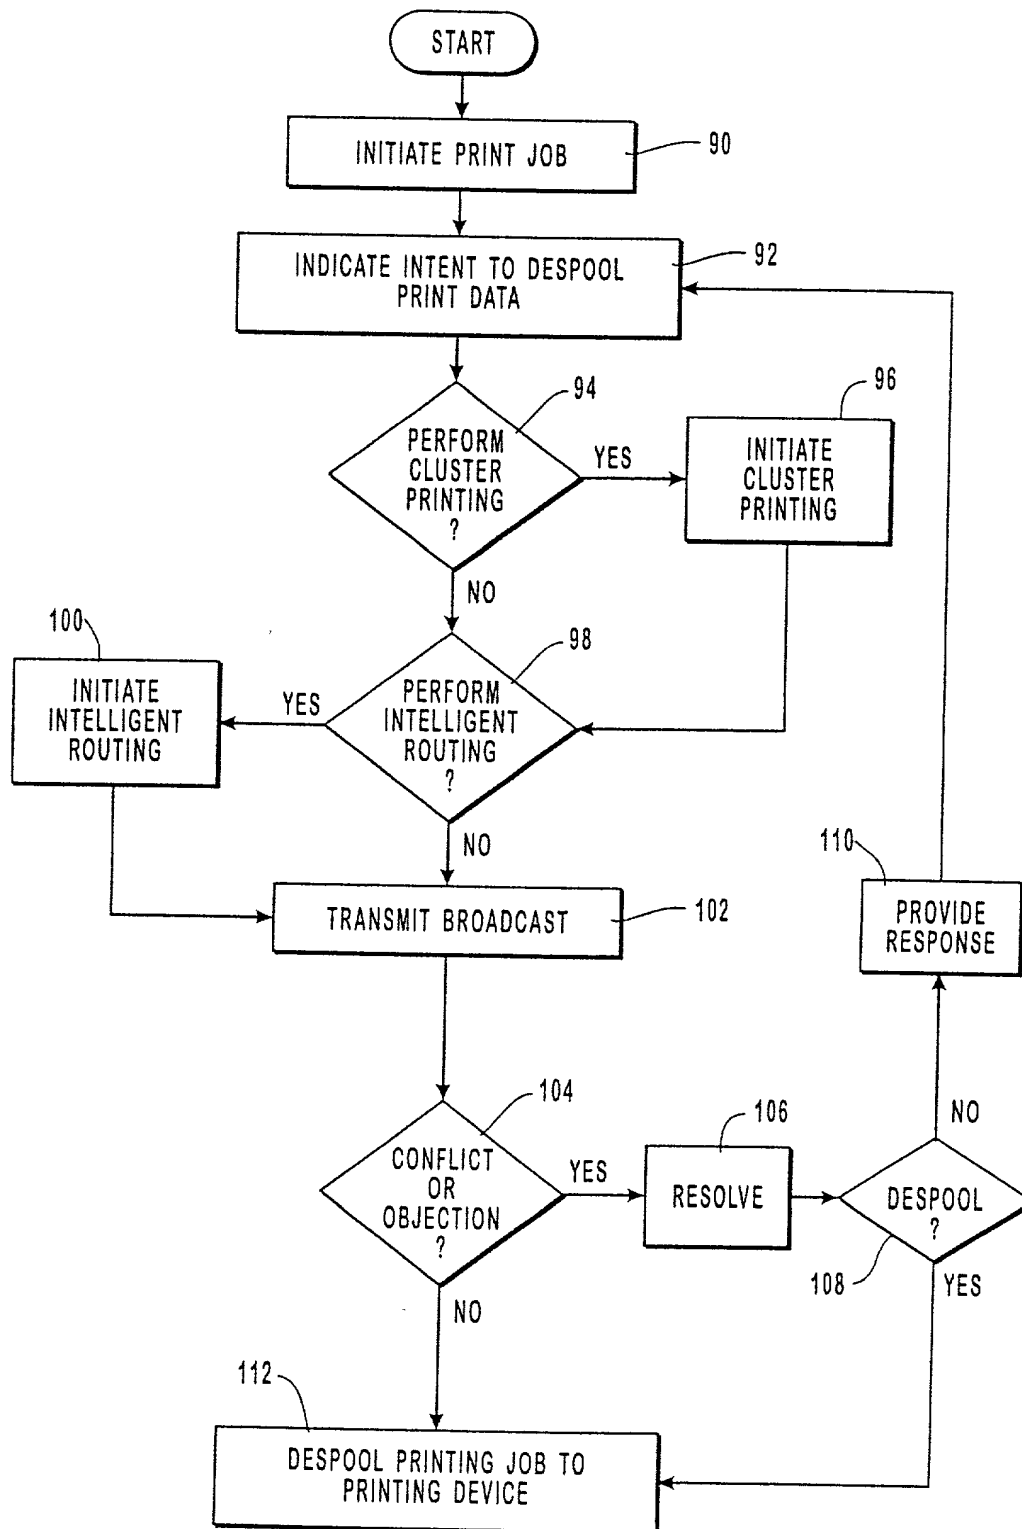 START
INITIATE PRINT JOB
90
INDICATE INTENT TO DESPOOL
PRINT DATA
92
PERFORM
CLUSTER
PRINTING
?
94
YES
INITIATE
CLUSTER
PRINTING
96
NO
PERFORM
INTELLIGENT
ROUTING
?
98
YES
INITIATE
INTELLIGENT
ROUTING
100
NO
TRANSMIT BROADCAST
102
CONFLICT
OR
OBJECTION
?
104
YES
RESOLVE
106
DESPOOL
?
108
NO
PROVIDE
RESPONSE
110
YES
NO
DESPOOL PRINTING JOB TO
PRINTING DEVICE
112